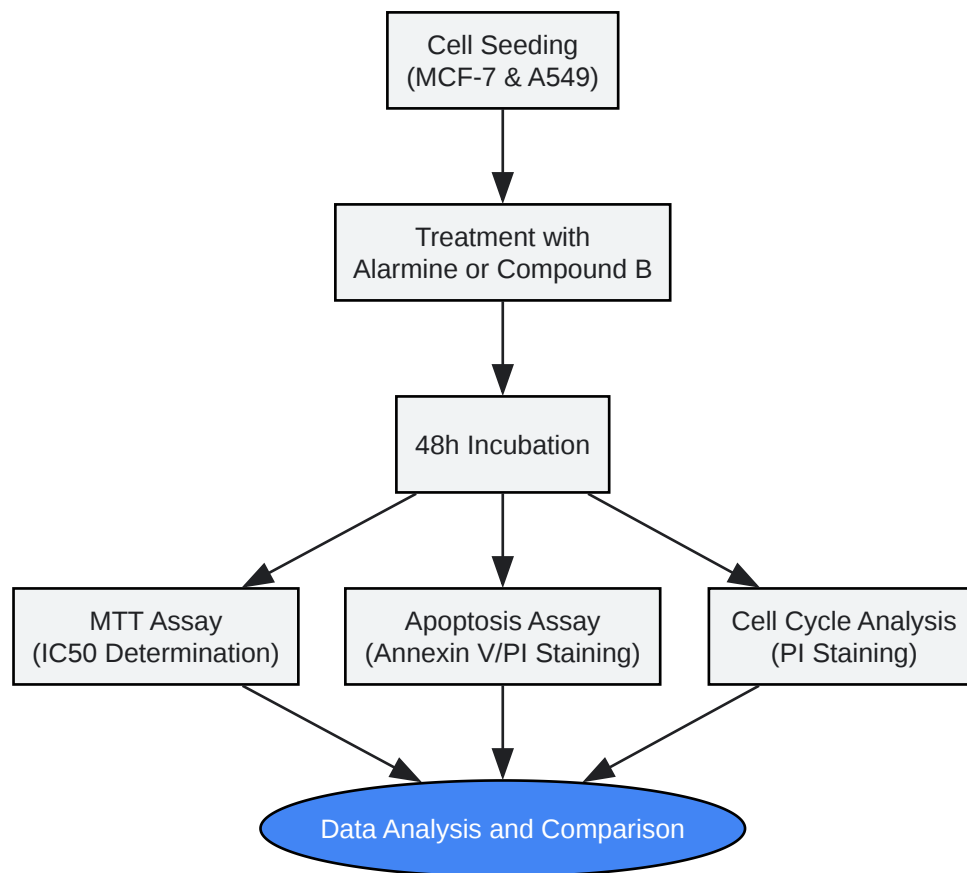 Cell Seeding
(MCF-7 & A549)
Treatment with
Alarmine or Compound B
48h Incubation
MTT Assay
(IC50 Determination)
Apoptosis Assay
(Annexin V/PI Staining)
Cell Cycle Analysis
(PI Staining)
Data Analysis and Comparison